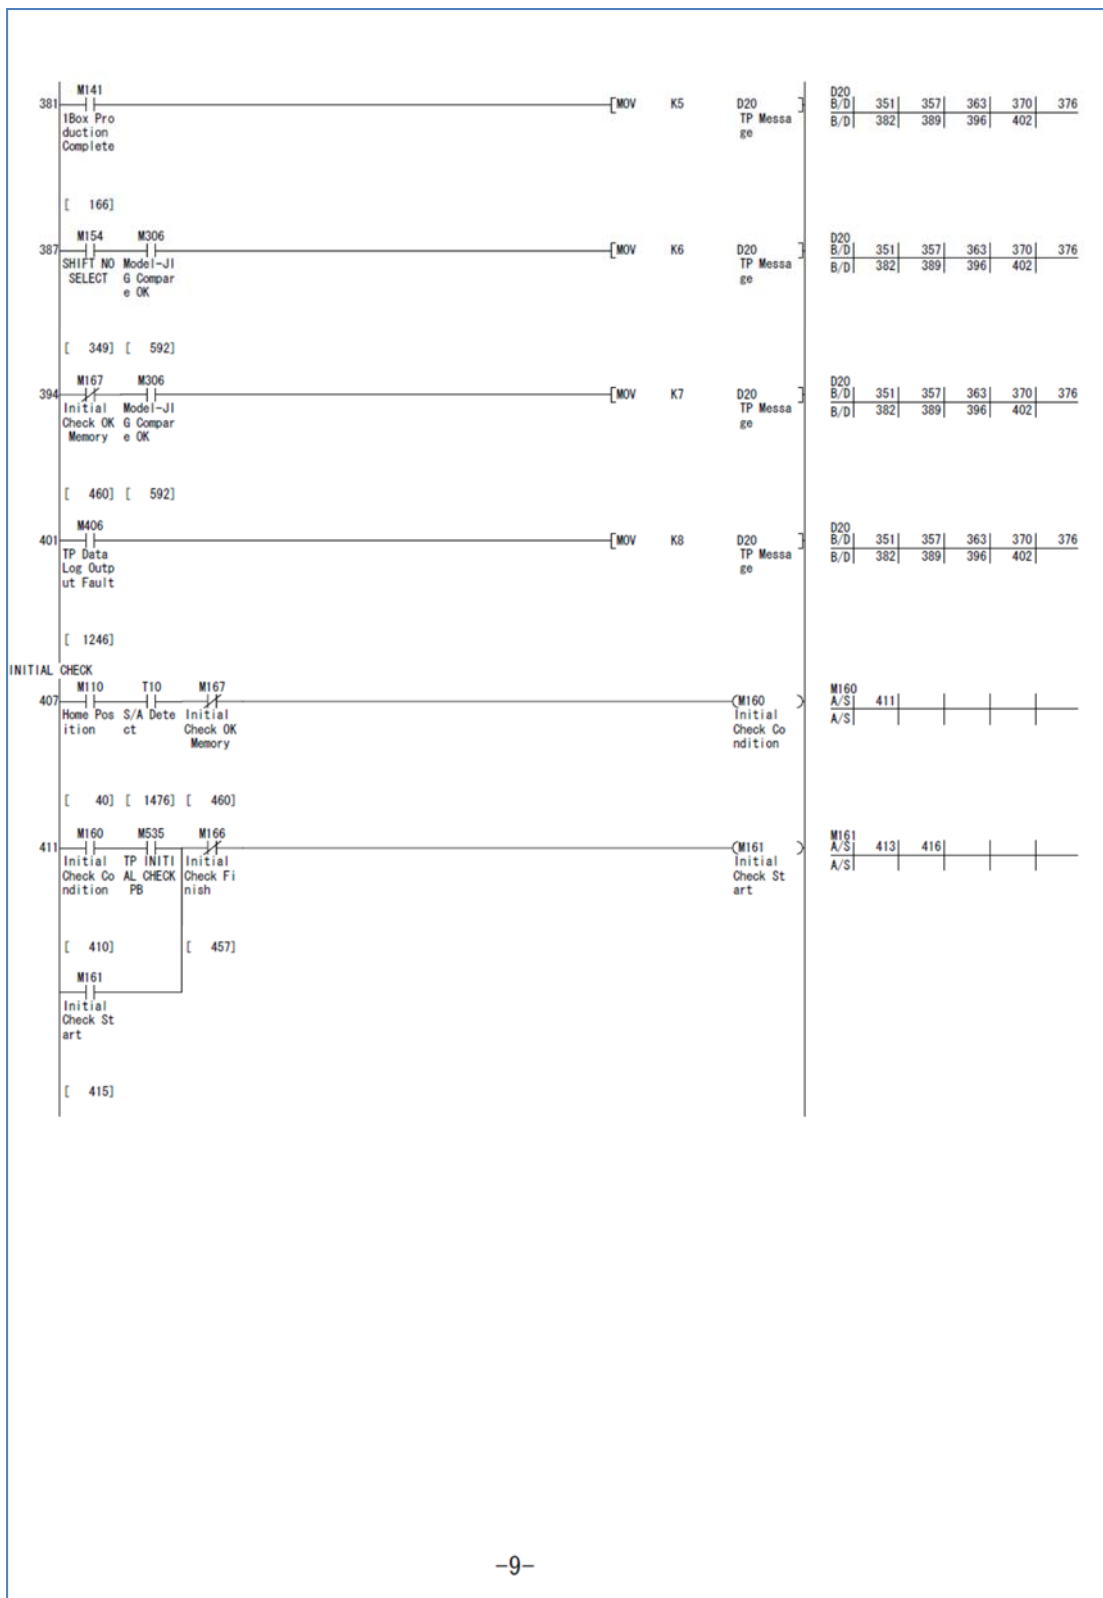 M141
381 [MOV K5 D20 ]
1Box Pro TP Messa
duction ge
Complete
D20
B/D| 351| 357| 363| 370| 376
B/D| 382| 389| 396| 402|
[ 166]
M154 M306
387 [MOV K6 D20 ]
SHIFT NO Model-JI TP Messa
SELECT G Compar ge
e OK
D20
B/D| 351| 357| 363| 370| 376
B/D| 382| 389| 396| 402|
[ 349] [ 592]
M167 M306
394 [MOV K7 D20 ]
Initial Model-JI TP Messa
Check OK G Compar ge
Memory e OK
D20
B/D| 351| 357| 363| 370| 376
B/D| 382| 389| 396| 402|
[ 460] [ 592]
M406
401 [MOV K8 D20 ]
TP Data TP Messa
Log Outp ge
ut Fault
D20
B/D| 351| 357| 363| 370| 376
B/D| 382| 389| 396| 402|
[ 1246]
INITIAL CHECK
M110 T10 M167
407 (M160 )
Home Pos S/A Dete Initial Initial
ition ct Check OK Check Co
Memory ndition
M160
A/S| 411| | | |
A/S| | | | |
[ 40] [ 1476] [ 460]
M160 M535 M166
411 (M161 )
Initial TP INITI Initial Initial
Check Co AL CHECK Check Fi Check St
ndition PB nish art
M161
A/S| 413| 416| | |
A/S| | | | |
[ 410] [ 457]
M161
Initial
Check St
art
[ 415]
-9-